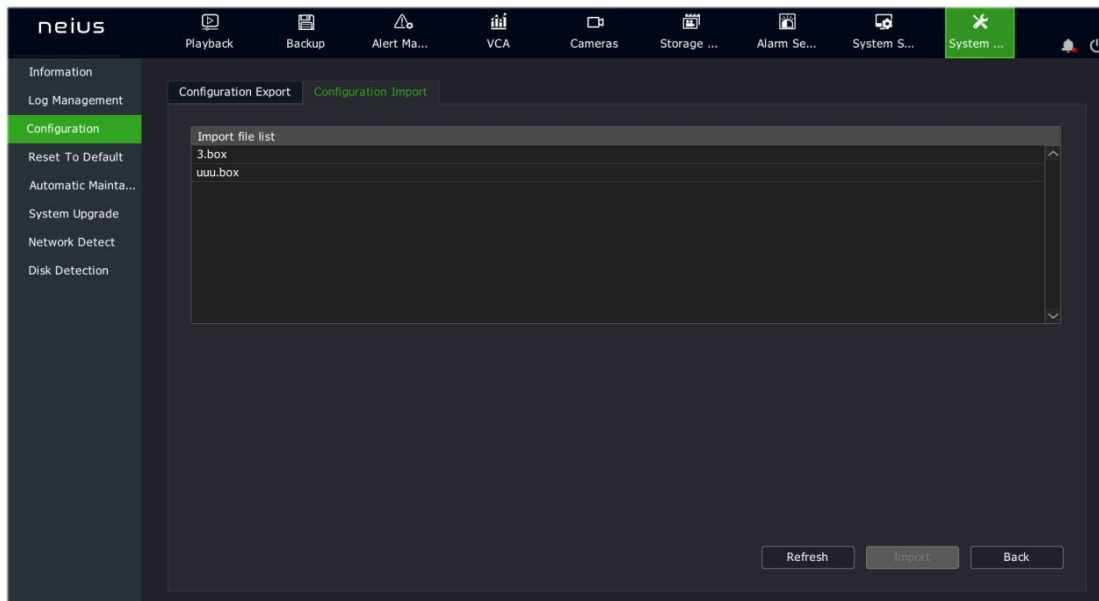 neius
Playback Backup Alert Ma... VCA Cameras Storage ... Alarm Se... System S... System ...
Information
Log Management
Configuration
Reset To Default
Automatic Mainta...
System Upgrade
Network Detect
Disk Detection
Configuration Export Configuration Import
Import file list
3.box
uuu.box
Refresh Import Back